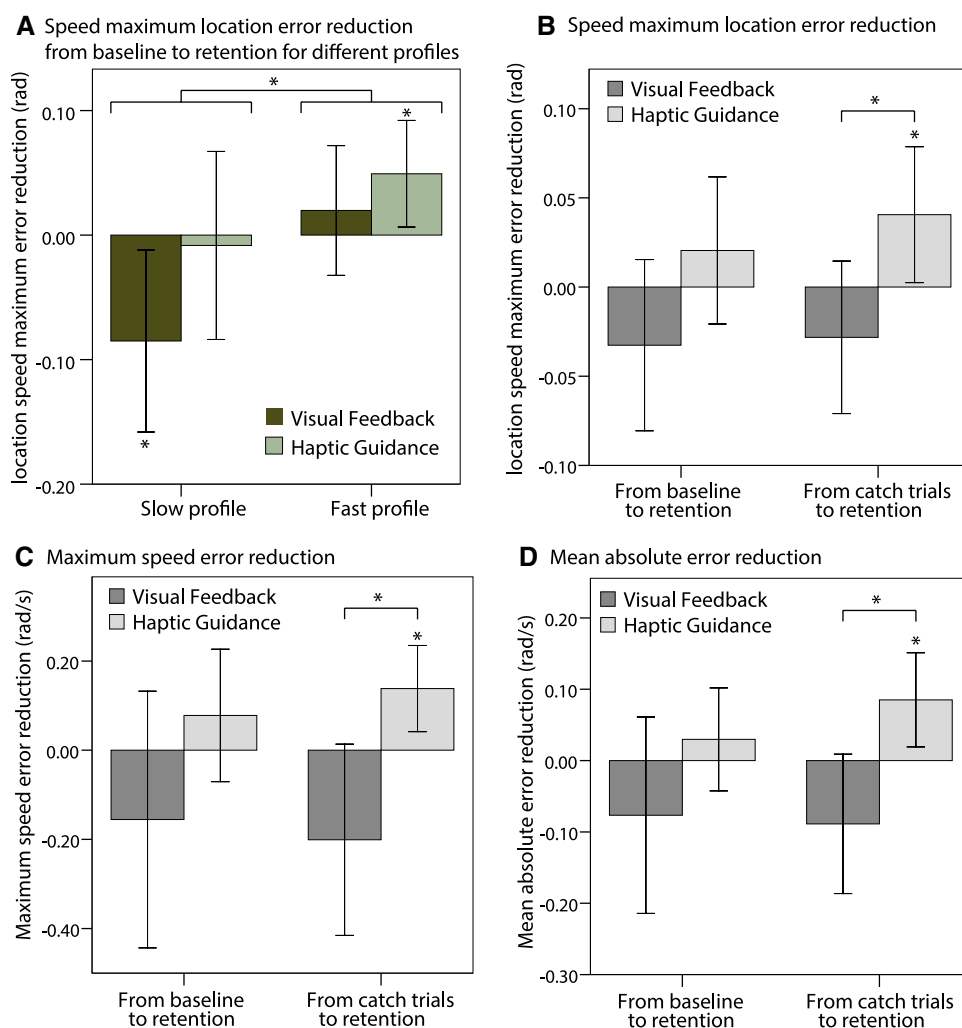 A Speed maximum location error reduction
from baseline to retention for different profiles
location speed maximum error reduction (rad)
0.10
0.00
-0.10
-0.20
*
*
*
Visual Feedback
Haptic Guidance
Slow profile
Fast profile
B Speed maximum location error reduction
location speed maximum error reduction (rad)
0.10
0.05
0.00
-0.05
-0.10
Visual Feedback
Haptic Guidance
*
*
From baseline
to retention
From catch trials
to retention
C Maximum speed error reduction
Maximum speed error reduction (rad/s)
0.20
0.00
-0.20
-0.40
Visual Feedback
Haptic Guidance
*
*
From baseline
to retention
From catch trials
to retention
D Mean absolute error reduction
Mean absolute error reduction (rad/s)
0.20
0.10
0.00
-0.10
-0.20
-0.30
Visual Feedback
Haptic Guidance
*
*
From baseline
to retention
From catch trials
to retention